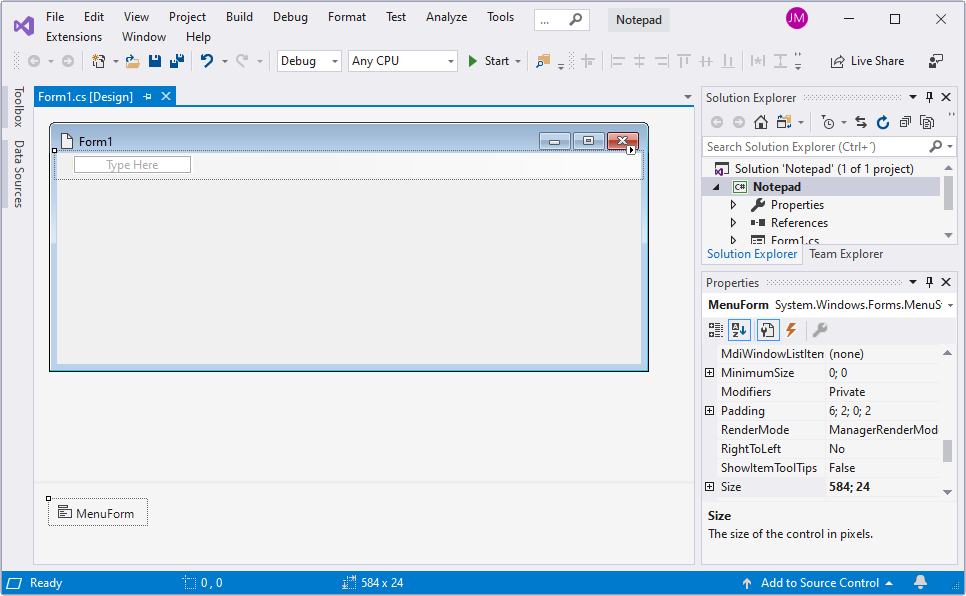 File Edit View Project Build Debug Format Test Analyze Tools ... Notepad JM
Extensions Window Help
Debug Any CPU Start Live Share
Toolbox
Data Sources
Form1.cs [Design]
Form1
Type Here
MenuForm
Solution Explorer
Search Solution Explorer (Ctrl+´)
Solution 'Notepad' (1 of 1 project)
C# Notepad
Properties
References
Form1.cs
Solution Explorer Team Explorer
Properties
MenuForm System.Windows.Forms.MenuS
MdiWindowListItem (none)
MinimumSize 0; 0
Modifiers Private
Padding 6; 2; 0; 2
RenderMode ManagerRenderMod
RightToLeft No
ShowItemToolTips False
Size 584; 24
Size
The size of the control in pixels.
Ready 0 , 0 584 x 24 Add to Source Control